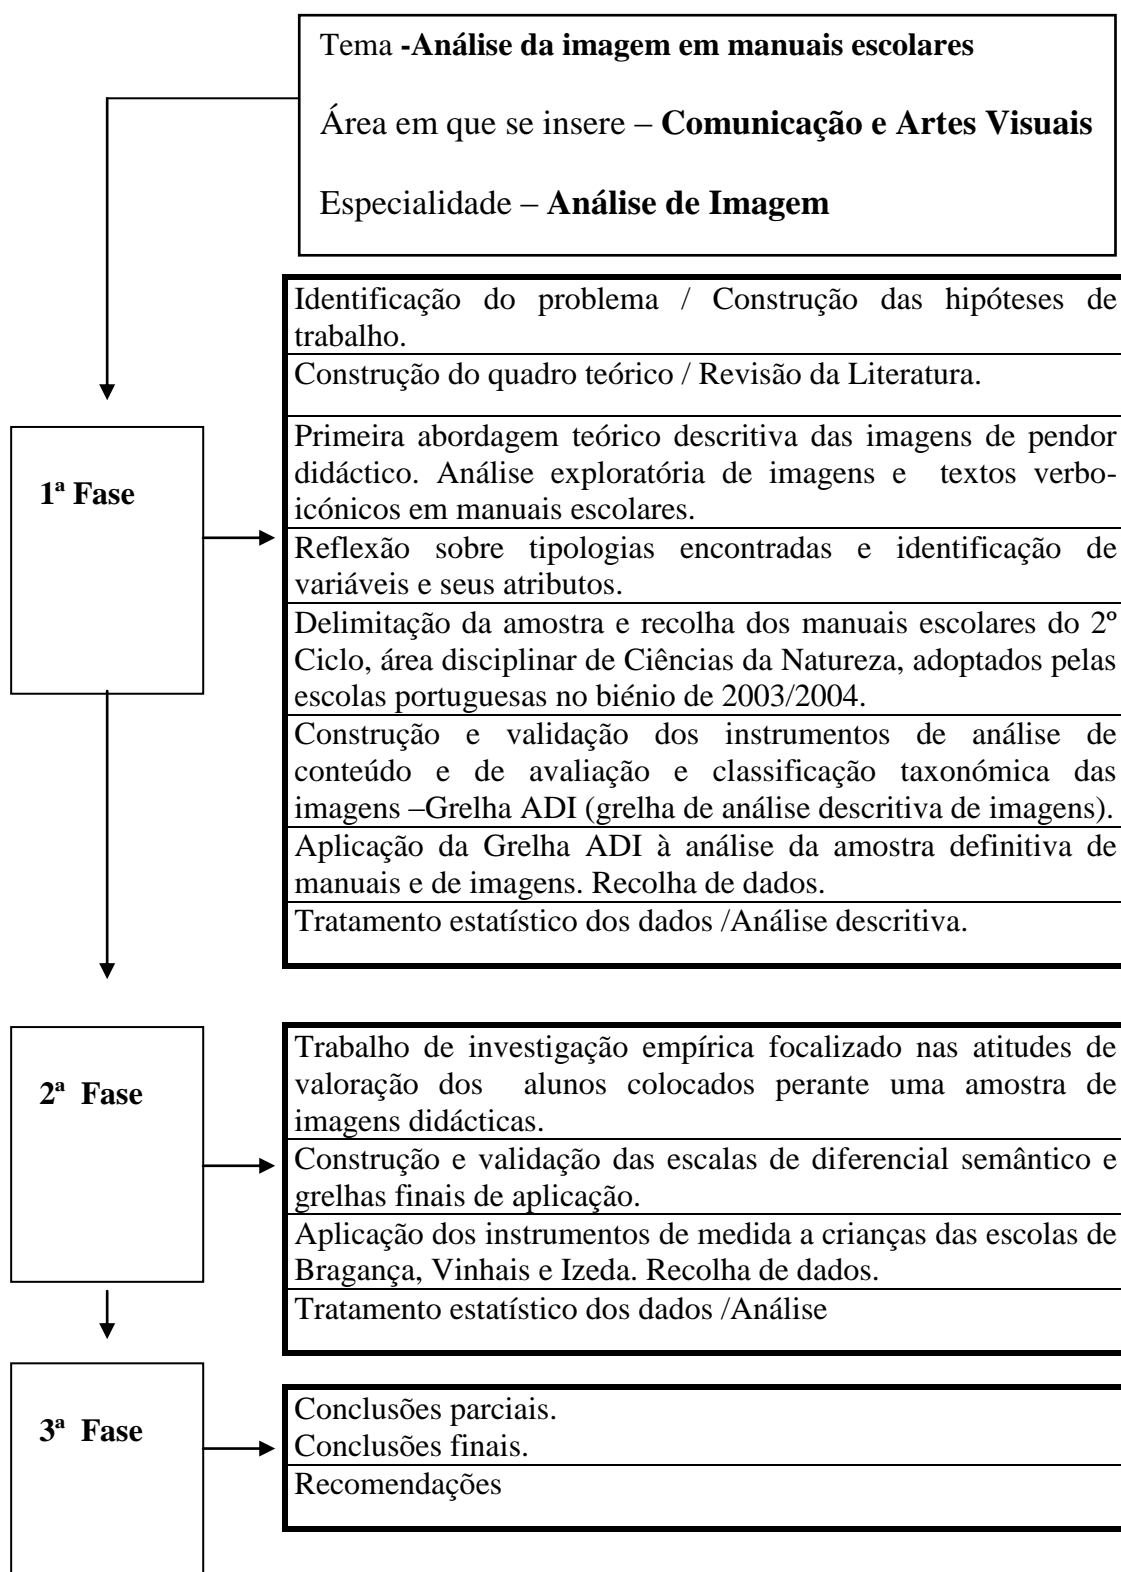 Tema -Análise da imagem em manuais escolares
Área em que se insere – Comunicação e Artes Visuais
Especialidade – Análise de Imagem
1ª Fase
Identificação do problema / Construção das hipóteses de
trabalho.
Construção do quadro teórico / Revisão da Literatura.
Primeira abordagem teórico descritiva das imagens de pendor
didáctico. Análise exploratória de imagens e textos verbo-
icónicos em manuais escolares.
Reflexão sobre tipologias encontradas e identificação de
variáveis e seus atributos.
Delimitação da amostra e recolha dos manuais escolares do 2º
Ciclo, área disciplinar de Ciências da Natureza, adoptados pelas
escolas portuguesas no biénio de 2003/2004.
Construção e validação dos instrumentos de análise de
conteúdo e de avaliação e classificação taxonómica das
imagens –Grelha ADI (grelha de análise descritiva de imagens).
Aplicação da Grelha ADI à análise da amostra definitiva de
manuais e de imagens. Recolha de dados.
Tratamento estatístico dos dados /Análise descritiva.
2ª Fase
Trabalho de investigação empírica focalizado nas atitudes de
valoração dos alunos colocados perante uma amostra de
imagens didácticas.
Construção e validação das escalas de diferencial semântico e
grelhas finais de aplicação.
Aplicação dos instrumentos de medida a crianças das escolas de
Bragança, Vinhais e Izeda. Recolha de dados.
Tratamento estatístico dos dados /Análise
3ª Fase
Conclusões parciais.
Conclusões finais.
Recomendações